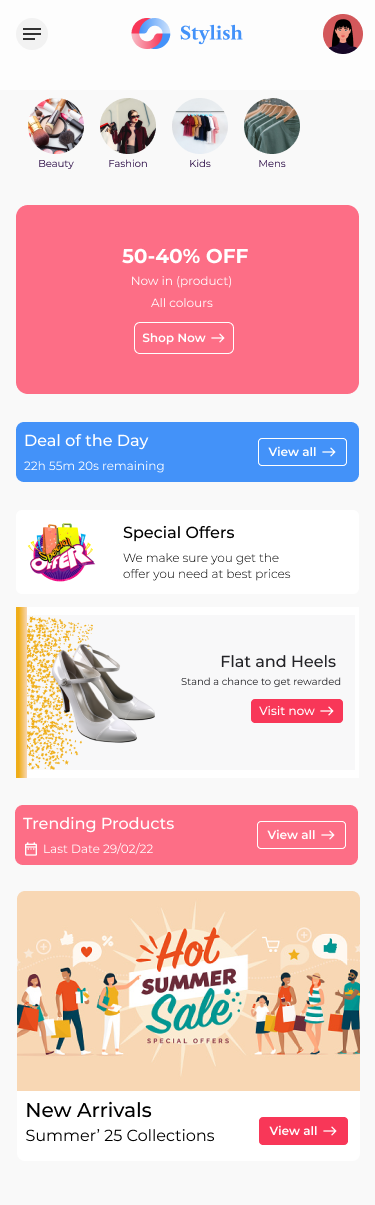 Stylish
Beauty
Fashion
Kids
Mens
50-40% OFF
Now in (product)
All colours
Shop Now →
Deal of the Day
22h 55m 20s remaining
View all →
Special
OFFER
Special Offers
We make sure you get the
offer you need at best prices
Flat and Heels
Stand a chance to get rewarded
Visit now →
Trending Products
Last Date 29/02/22
View all →
Hot
SUMMER
Sale
SPECIAL OFFERS
New Arrivals
Summer’ 25 Collections
View all →